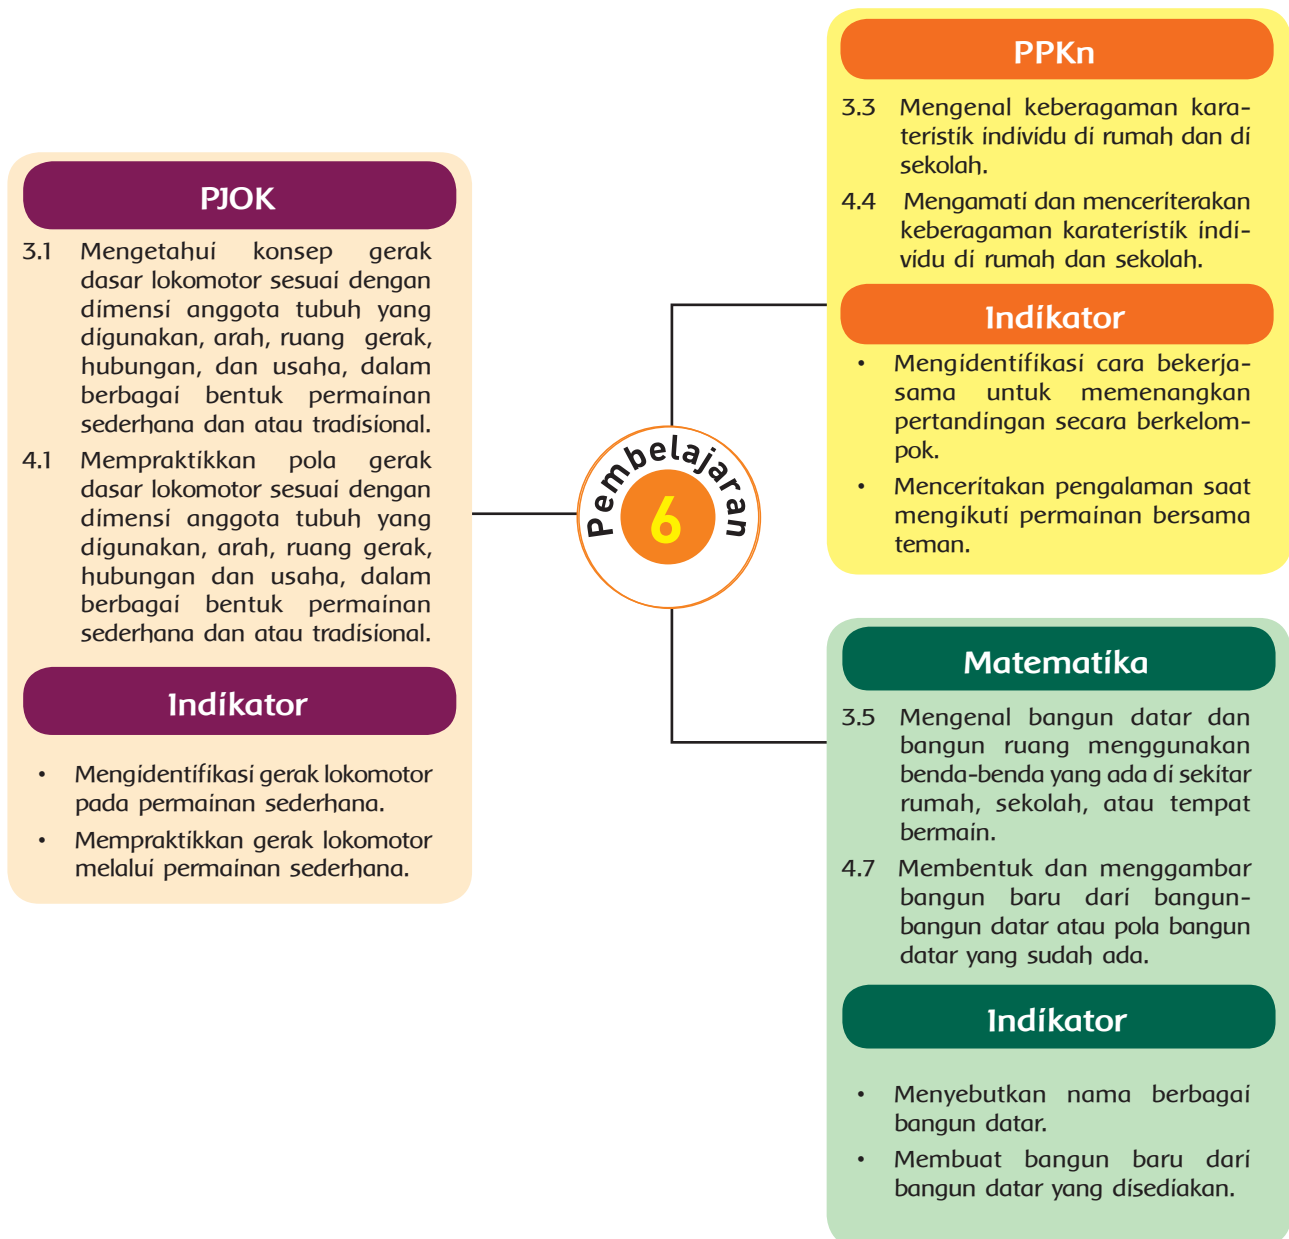 PJOK
3.1 Mengetahui konsep gerak
dasar lokomotor sesuai dengan
dimensi anggota tubuh yang
digunakan, arah, ruang gerak,
hubungan, dan usaha, dalam
berbagai bentuk permainan
sederhana dan atau tradisional.
4.1 Mempraktikkan pola gerak
dasar lokomotor sesuai dengan
dimensi anggota tubuh yang
digunakan, arah, ruang gerak,
hubungan dan usaha, dalam
berbagai bentuk permainan
sederhana dan atau tradisional.
Indikator
• Mengidentifikasi gerak lokomotor
pada permainan sederhana.
• Mempraktikkan gerak lokomotor
melalui permainan sederhana.
Pembelajaran
6
PPKn
3.3 Mengenal keberagaman kara-
teristik individu di rumah dan di
sekolah.
4.4 Mengamati dan menceriterakan
keberagaman karateristik indi-
vidu di rumah dan sekolah.
Indikator
• Mengidentifikasi cara bekerja-
sama untuk memenangkan
pertandingan secara berkelom-
pok.
• Menceritakan pengalaman saat
mengikuti permainan bersama
teman.
Matematika
3.5 Mengenal bangun datar dan
bangun ruang menggunakan
benda-benda yang ada di sekitar
rumah, sekolah, atau tempat
bermain.
4.7 Membentuk dan menggambar
bangun baru dari bangun-
bangun datar atau pola bangun
datar yang sudah ada.
Indikator
• Menyebutkan nama berbagai
bangun datar.
• Membuat bangun baru dari
bangun datar yang disediakan.